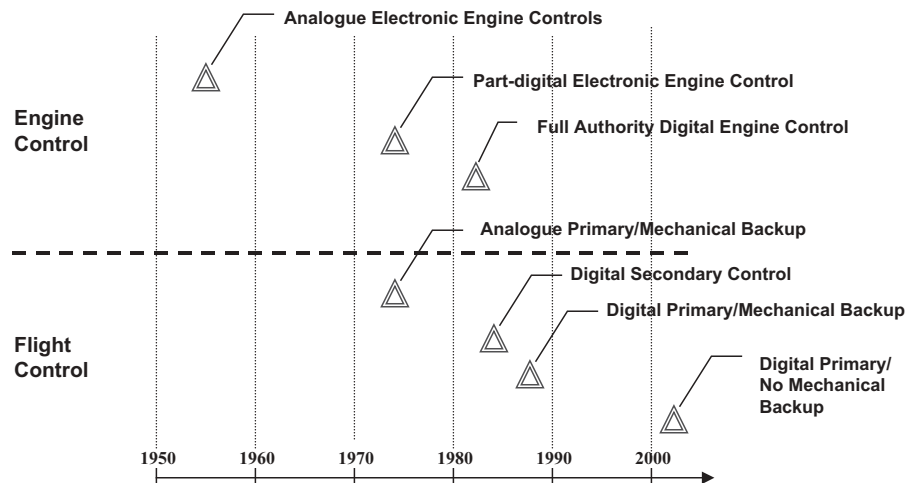 Analogue Electronic Engine Controls
Part-digital Electronic Engine Control
Engine
Control
Full Authority Digital Engine Control
Analogue Primary/Mechanical Backup
Digital Secondary Control
Digital Primary/Mechanical Backup
Flight
Control
Digital Primary/
No Mechanical
Backup
1950 1960 1970 1980 1990 2000